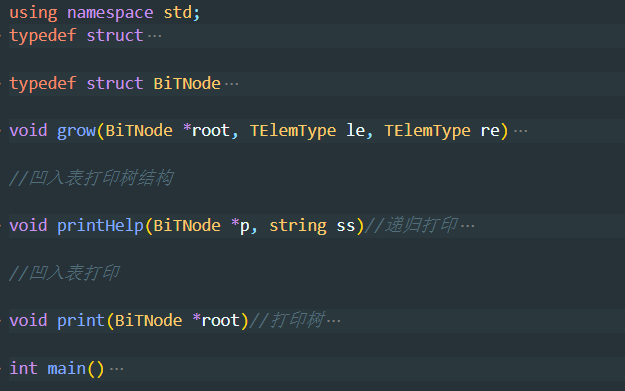 using namespace std;
typedef struct…
typedef struct BiTNode…
void grow(BiTNode *root, TElemType le, TElemType re)…
//凹入表打印树结构
void printHelp(BiTNode *p, string ss)//递归打印…
//凹入表打印
void print(BiTNode *root)//打印树…
int main()…